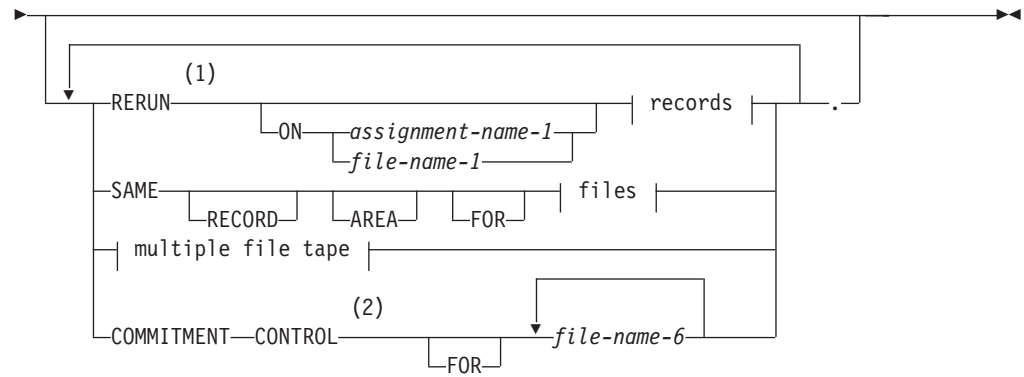 (1)
RERUN records .
ON assignment-name-1
file-name-1
SAME files
RECORD AREA FOR
multiple file tape
(2)
COMMITMENT CONTROL file-name-6
FOR